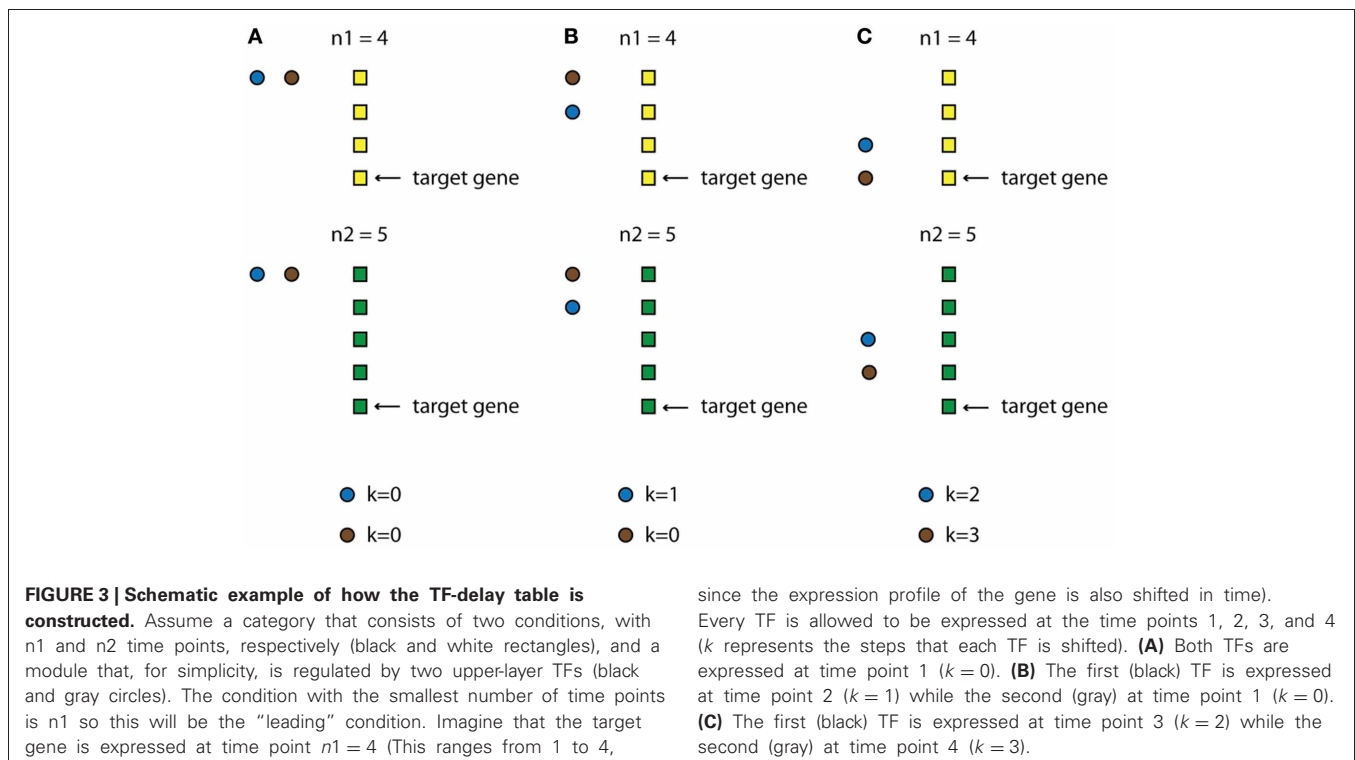 A n1 = 4 B n1 = 4 C n1 = 4
← target gene ← target gene ← target gene
n2 = 5 n2 = 5 n2 = 5
← target gene ← target gene ← target gene
k=0 k=1 k=2
k=0 k=0 k=3
FIGURE 3 | Schematic example of how the TF-delay table is
constructed. Assume a category that consists of two conditions, with
n1 and n2 time points, respectively (black and white rectangles), and a
module that, for simplicity, is regulated by two upper-layer TFs (black
and gray circles). The condition with the smallest number of time points
is n1 so this will be the “leading” condition. Imagine that the target
gene is expressed at time point n1 = 4 (This ranges from 1 to 4,
since the expression profile of the gene is also shifted in time).
Every TF is allowed to be expressed at the time points 1, 2, 3, and 4
(k represents the steps that each TF is shifted). (A) Both TFs are
expressed at time point 1 (k = 0). (B) The first (black) TF is expressed
at time point 2 (k = 1) while the second (gray) at time point 1 (k = 0).
(C) The first (black) TF is expressed at time point 3 (k = 2) while the
second (gray) at time point 4 (k = 3).